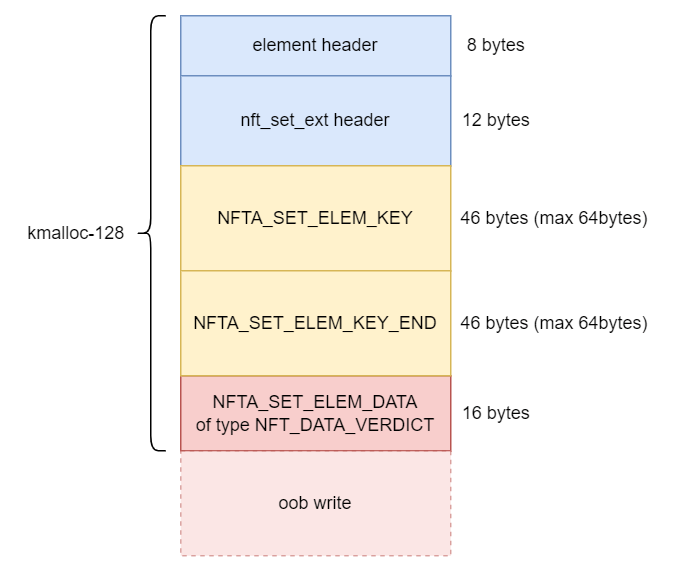 element header
8 bytes
nft_set_ext header
12 bytes
kmalloc-128
NFTA_SET_ELEM_KEY
46 bytes (max 64bytes)
NFTA_SET_ELEM_KEY_END
46 bytes (max 64bytes)
NFTA_SET_ELEM_DATA
of type NFT_DATA_VERDICT
16 bytes
oob write